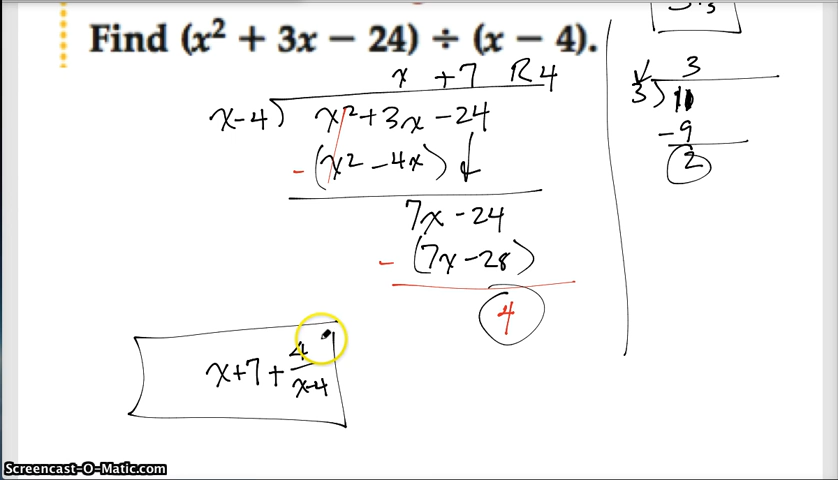 Find (x² + 3x − 24) ÷ (x − 4).
x +7 R4
x-4) x²+3x-24
-(x²-4x)↓
7x-24
-(7x-28)
4
x+7+4/x-4
3
3)11
-9
2
Screencast-O-Matic.com